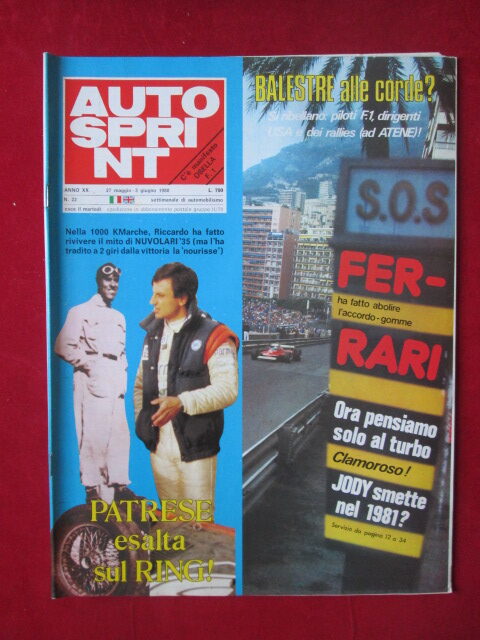 AUTO
SPRI
NT
C'è manifesto
OSELLA
F. 1
ANNO XX
27 maggio - 3 giugno 1980
L. 700
N. 22
settimanale di automobilismo
esce il martedì
spedizione in abbonamento postale gruppo II/70
Nella 1000 KMarche, Riccardo ha fatto
rivivere il mito di NUVOLARI '35 (ma l'ha
tradito a 2 giri dalla vittoria la 'nourisse')
PATRESE
esalta
sul RING!
BALESTRE alle corde?
Si ribellano: piloti F.1, dirigenti
USA e dei rallies (ad ATENE)!
S.O.S
FER-
ha fatto abolire
l'accordo-gomme
RARI
Ora pensiamo
solo al turbo
Clamoroso!
JODY smette
nel 1981?
Servizio da pagina 12 a 34